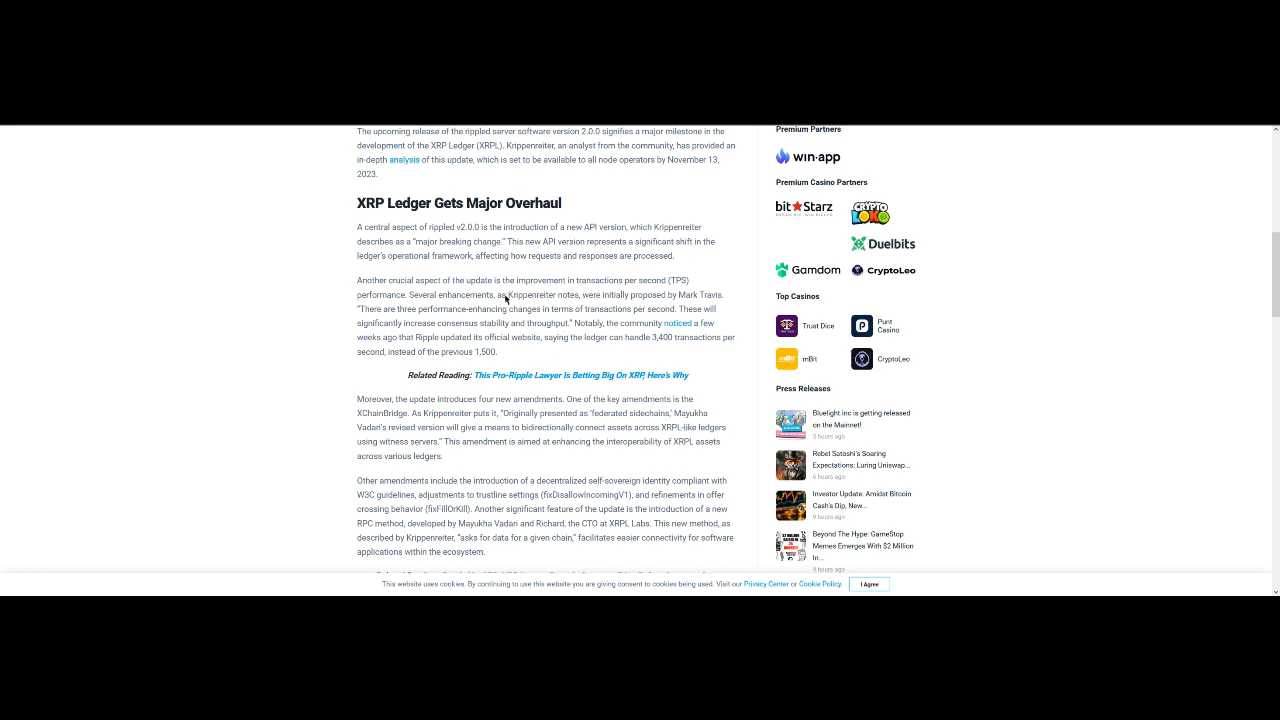 The upcoming release of the rippled server software version 2.0.0 signifies a major milestone in the
development of the XRP Ledger (XRPL). Krippenreiter, an analyst from the community, has provided an
in-depth analysis of this update, which is set to be available to all node operators by November 13,
2023.
XRP Ledger Gets Major Overhaul
A central aspect of rippled v2.0.0 is the introduction of a new API version, which Krippenreiter
describes as a “major breaking change.” This new API version represents a significant shift in the
ledger’s operational framework, affecting how requests and responses are processed.
Another crucial aspect of the update is the improvement in transactions per second (TPS)
performance. Several enhancements, as Krippenreiter notes, were initially proposed by Mark Travis.
“There are three performance-enhancing changes in terms of transactions per second. These will
significantly increase consensus stability and throughput.” Notably, the community noticed a few
weeks ago that Ripple updated its official website, saying the ledger can handle 3,400 transactions per
second, instead of the previous 1,500.
Related Reading: This Pro-Ripple Lawyer Is Betting Big On XRP, Here’s Why
Moreover, the update introduces four new amendments. One of the key amendments is the
XChainBridge. As Krippenreiter puts it, “Originally presented as ‘federated sidechains,’ Mayukha
Vadari’s revised version will give a means to bidirectionally connect assets across XRPL-like ledgers
using witness servers.” This amendment is aimed at enhancing the interoperability of XRPL assets
across various ledgers.
Other amendments include the introduction of a decentralized self-sovereign identity compliant with
W3C guidelines, adjustments to trustline settings (fixDisallowIncomingV1), and refinements in offer
crossing behavior (fixFillOrKill). Another significant feature of the update is the introduction of a new
RPC method, developed by Mayukha Vadari and Richard, the CTO at XRPL Labs. This new method, as
described by Krippenreiter, “asks for data for a given chain,” facilitates easier connectivity for software
applications within the ecosystem.
Premium Partners
win·app
Premium Casino Partners
bitStarz
CRYPTO LOKO
Duelbits
Gamdom
CryptoLeo
Top Casinos
Trust Dice
Punt
Casino
mBit
CryptoLeo
Press Releases
Bluelight.inc is getting released
on the Mainnet!
5 hours ago
Rebel Satoshi’s Soaring
Expectations: Luring Uniswap...
6 hours ago
Investor Update: Amidst Bitcoin
Cash’s Dip, New...
9 hours ago
Beyond The Hype: GameStop
Memes Emerges With $2 Million
In...
9 hours ago
This website uses cookies. By continuing to use this website you are giving consent to cookies being used. Visit our Privacy Center or Cookie Policy.
I Agree